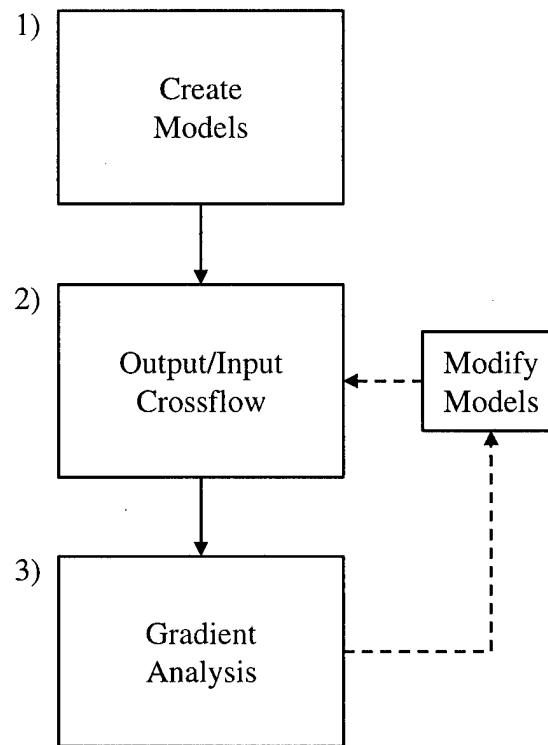 1)
Create
Models
2)
Output/Input
Crossflow
Modify
Models
3)
Gradient
Analysis